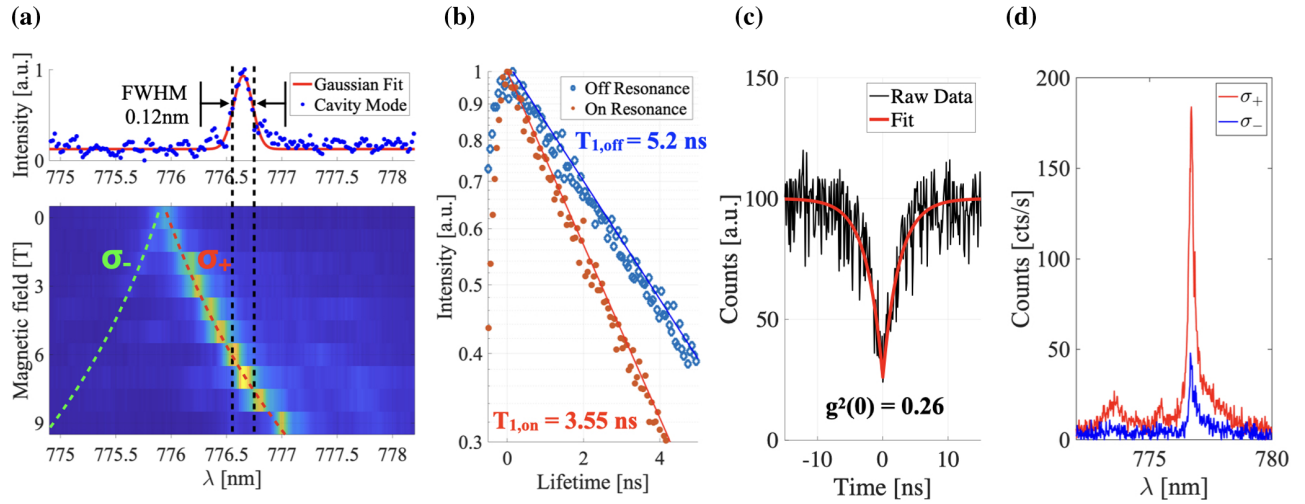 (a)
(b)
(c)
(d)
Intensity [a.u.]
1
0
FWHM
0.12nm
Gaussian Fit
Cavity Mode
775 775.5 776 776.5 777 777.5 778
Magnetic field [T]
0
3
6
9
σ-
σ+
775 775.5 776 776.5 777 777.5 778
λ [nm]
Intensity [a.u.]
1
0.9
0.8
0.7
0.6
0.5
0.4
0.3
Off Resonance
On Resonance
T1,off = 5.2 ns
T1,on = 3.55 ns
0 2 4
Lifetime [ns]
Counts [a.u.]
150
100
50
0
Raw Data
Fit
g²(0) = 0.26
-10 0 10
Time [ns]
Counts [cts/s]
200
150
100
50
0
σ+
σ-
775 780
λ [nm]